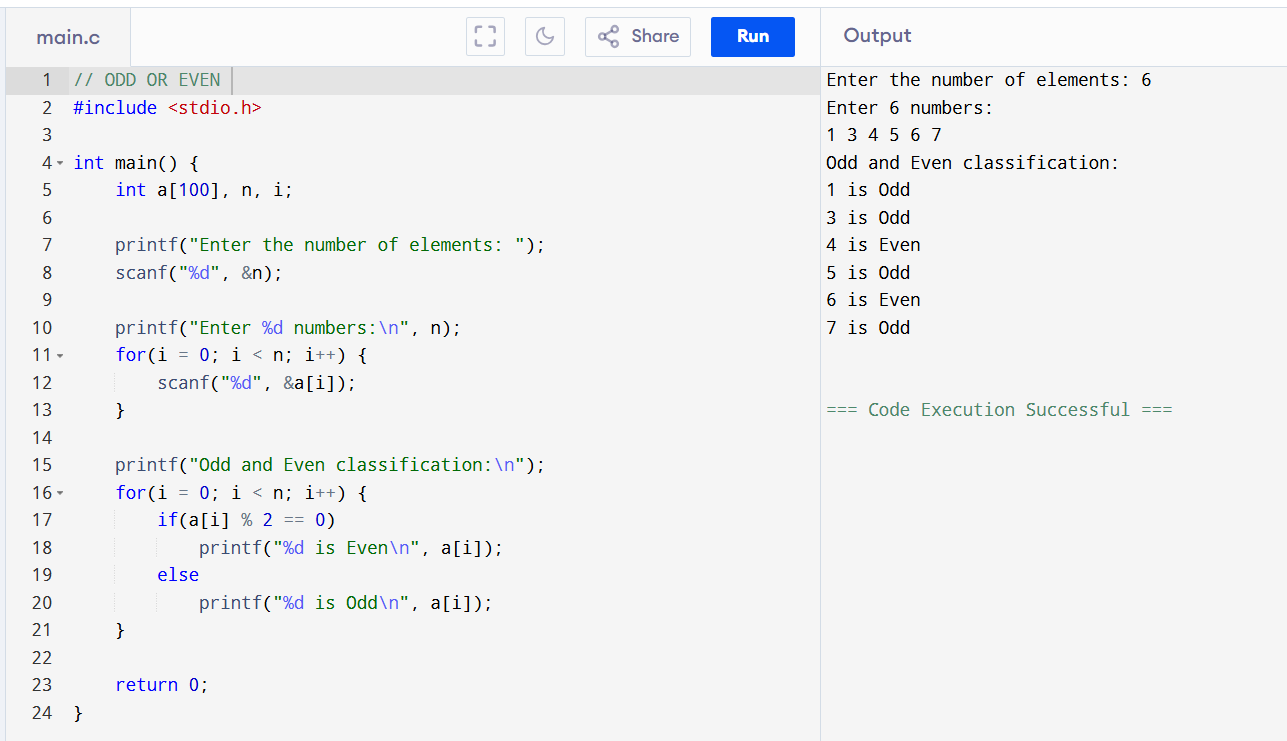 main.c
Share
Run
Output
1 // ODD OR EVEN
2 #include <stdio.h>
3
4 int main() {
5     int a[100], n, i;
6
7     printf("Enter the number of elements: ");
8     scanf("%d", &n);
9
10     printf("Enter %d numbers:\n", n);
11     for(i = 0; i < n; i++) {
12         scanf("%d", &a[i]);
13     }
14
15     printf("Odd and Even classification:\n");
16     for(i = 0; i < n; i++) {
17         if(a[i] % 2 == 0)
18             printf("%d is Even\n", a[i]);
19         else
20             printf("%d is Odd\n", a[i]);
21     }
22
23     return 0;
24 }
Enter the number of elements: 6
Enter 6 numbers:
1 3 4 5 6 7
Odd and Even classification:
1 is Odd
3 is Odd
4 is Even
5 is Odd
6 is Even
7 is Odd
=== Code Execution Successful ===